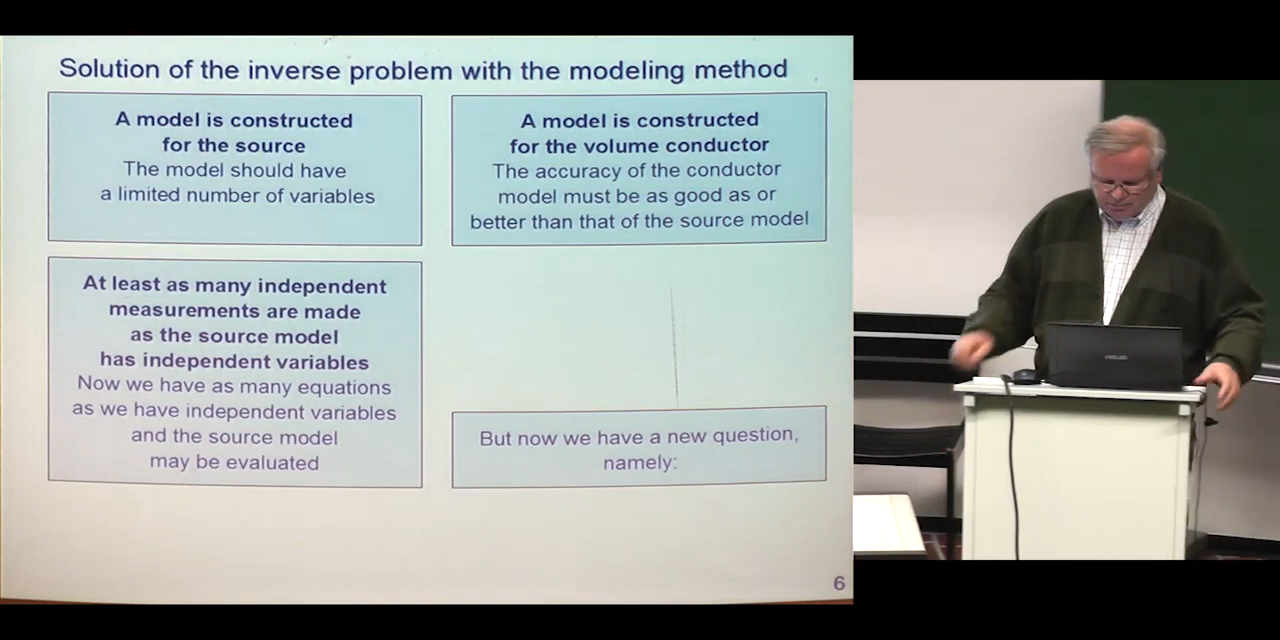 Solution of the inverse problem with the modeling method
A model is constructed
for the source
The model should have
a limited number of variables
A model is constructed
for the volume conductor
The accuracy of the conductor
model must be as good as or
better than that of the source model
At least as many independent
measurements are made
as the source model
has independent variables
Now we have as many equations
as we have independent variables
and the source model
may be evaluated
But now we have a new question,
namely:
6
ASUS